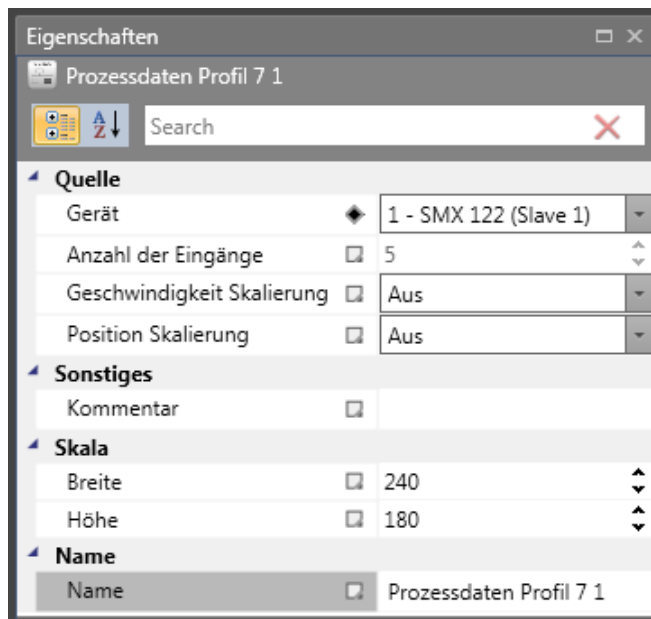 Eigenschaften
Prozessdaten Profil 7 1
A Z Search
Quelle
Gerät 1 - SMX 122 (Slave 1)
Anzahl der Eingänge 5
Geschwindigkeit Skalierung Aus
Position Skalierung Aus
Sonstiges
Kommentar
Skala
Breite 240
Höhe 180
Name
Name Prozessdaten Profil 7 1